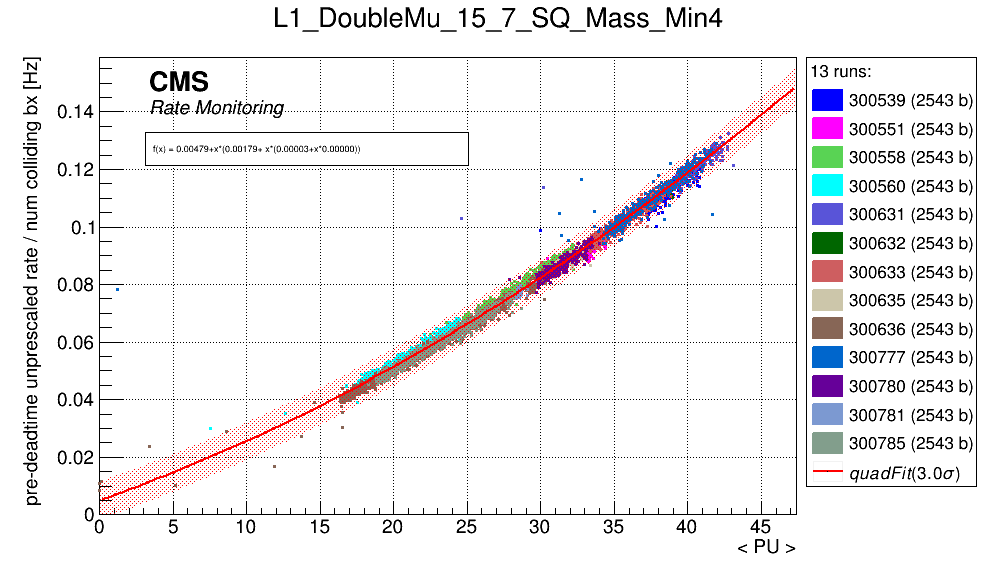 L1_DoubleMu_15_7_SQ_Mass_Min4
pre-deadtime unprescaled rate / num colliding bx [Hz]
CMS
Rate Monitoring
f(x) = 0.00479+x*(0.00179+ x*(0.00003+x*0.00000))
0.14
0.12
0.1
0.08
0.06
0.04
0.02
0
0 5 10 15 20 25 30 35 40 45
< PU >
13 runs:
300539 (2543 b)
300551 (2543 b)
300558 (2543 b)
300560 (2543 b)
300631 (2543 b)
300632 (2543 b)
300633 (2543 b)
300635 (2543 b)
300636 (2543 b)
300777 (2543 b)
300780 (2543 b)
300781 (2543 b)
300785 (2543 b)
quadFit(3.0σ)